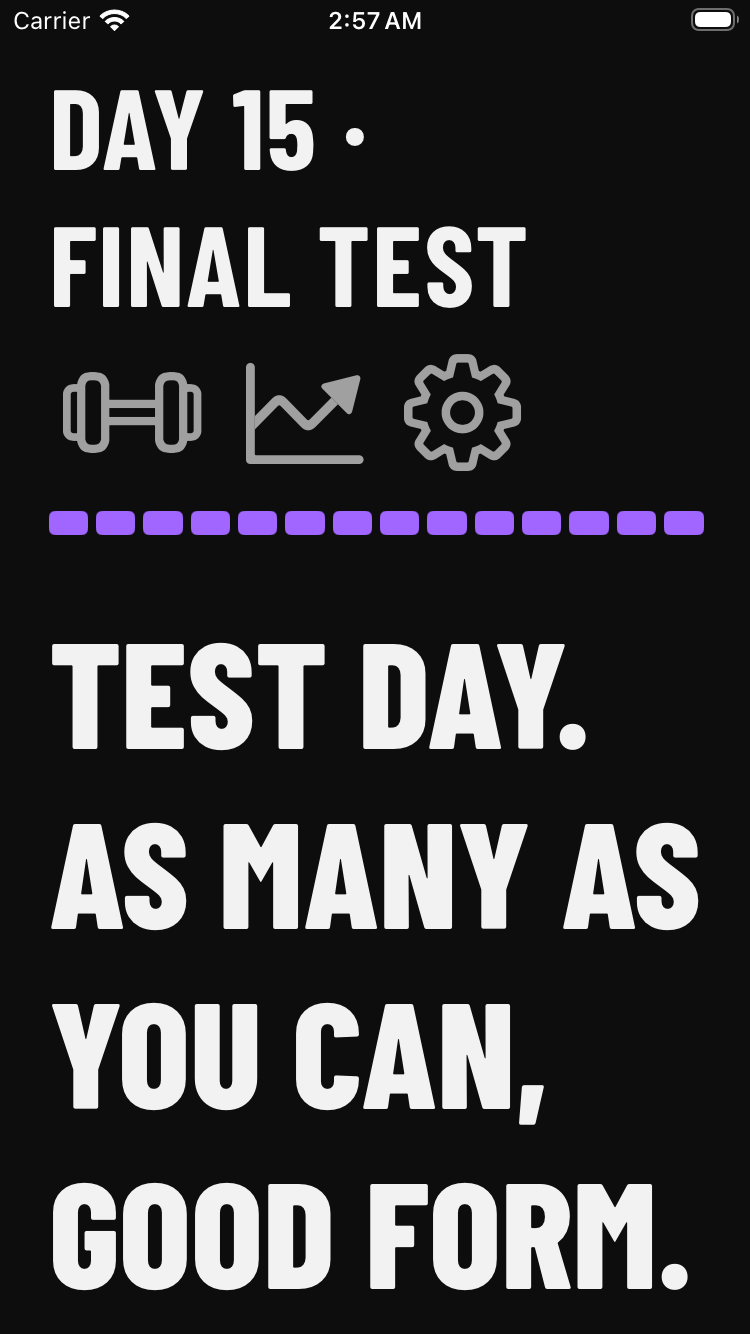 Carrier 2:57 AM
DAY 15 ·
FINAL TEST
TEST DAY.
AS MANY AS
YOU CAN,
GOOD FORM.